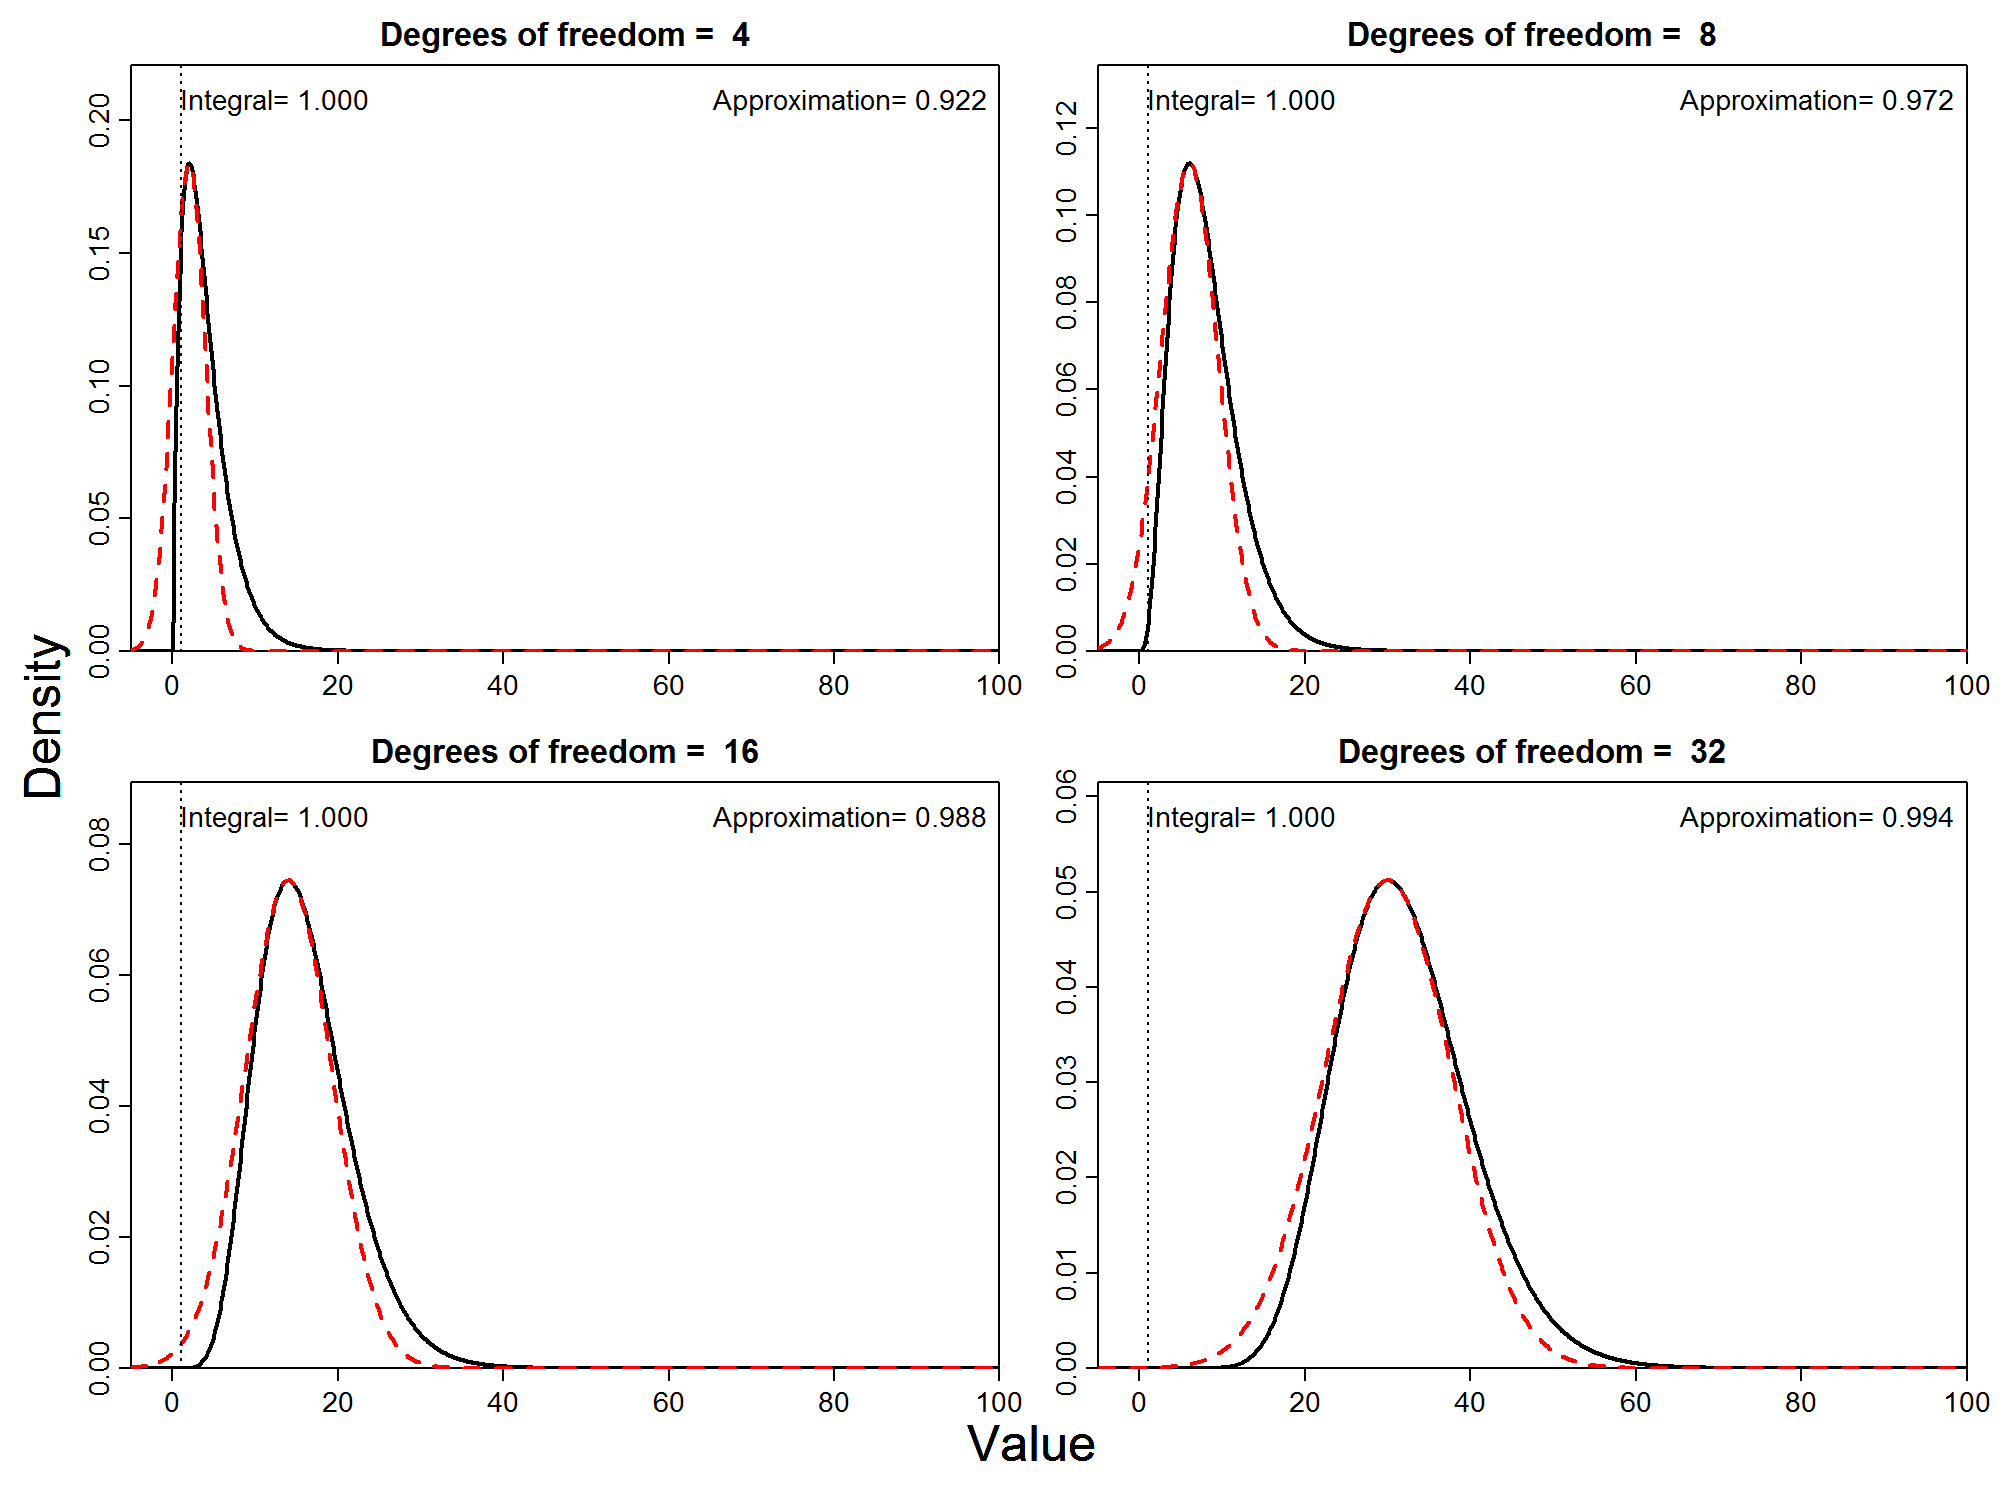 Degrees of freedom =  4
Integral= 1.000 Approximation= 0.922
0.00 0.05 0.10 0.15 0.20
0 20 40 60 80 100
Degrees of freedom =  8
Integral= 1.000 Approximation= 0.972
0.00 0.02 0.04 0.06 0.08 0.10 0.12
0 20 40 60 80 100
Degrees of freedom =  16
Integral= 1.000 Approximation= 0.988
0.00 0.02 0.04 0.06 0.08
0 20 40 60 80 100
Degrees of freedom =  32
Integral= 1.000 Approximation= 0.994
0.00 0.01 0.02 0.03 0.04 0.05 0.06
0 20 40 60 80 100
Density
Value